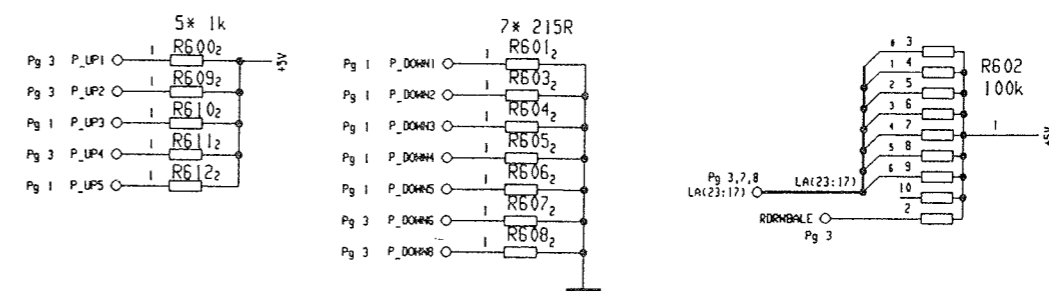 5* 1k
Pg 3 P_UP1 1 R600 2 +5V
Pg 3 P_UP2 1 R609 2
Pg 1 P_UP3 1 R610 2
Pg 3 P_UP4 1 R611 2
Pg 1 P_UP5 1 R612 2
7* 215R
Pg 1 P_DOWN1 1 R601 2
Pg 1 P_DOWN2 1 R603 2
Pg 1 P_DOWN3 1 R604 2
Pg 1 P_DOWN4 1 R605 2
Pg 1 P_DOWN5 1 R606 2
Pg 3 P_DOWN6 1 R607 2
Pg 3 P_DOWN8 1 R608 2
R602
100k
3
1 4
2 5
3 6
4 7 1 +5V
5 8
6 9
10
2
Pg 3,7,8
LA(23:17) LA(23:17)
RDRWBALE
Pg 3